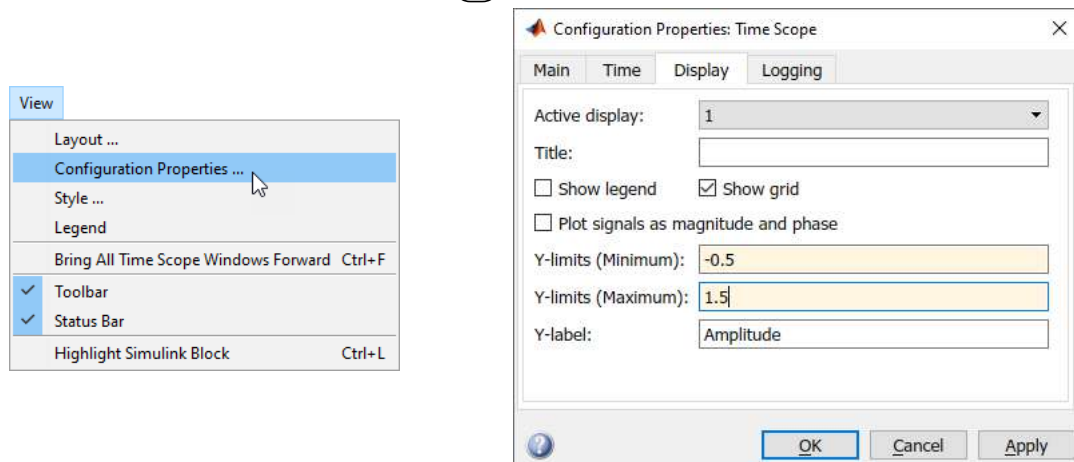 View
Layout ...
Configuration Properties ...
Style ...
Legend
Bring All Time Scope Windows Forward Ctrl+F
Toolbar
Status Bar
Highlight Simulink Block Ctrl+L
Configuration Properties: Time Scope
Main Time Display Logging
Active display: 1
Title:
Show legend Show grid
Plot signals as magnitude and phase
Y-limits (Minimum): -0.5
Y-limits (Maximum): 1.5
Y-label: Amplitude
OK Cancel Apply